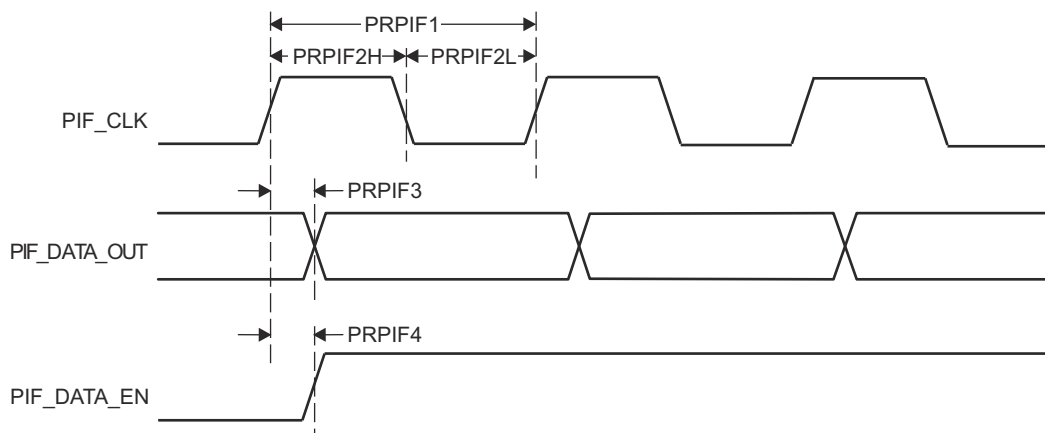 PRPIF1
PRPIF2H
PRPIF2L
PIF_CLK
PRPIF3
PIF_DATA_OUT
PRPIF4
PIF_DATA_EN